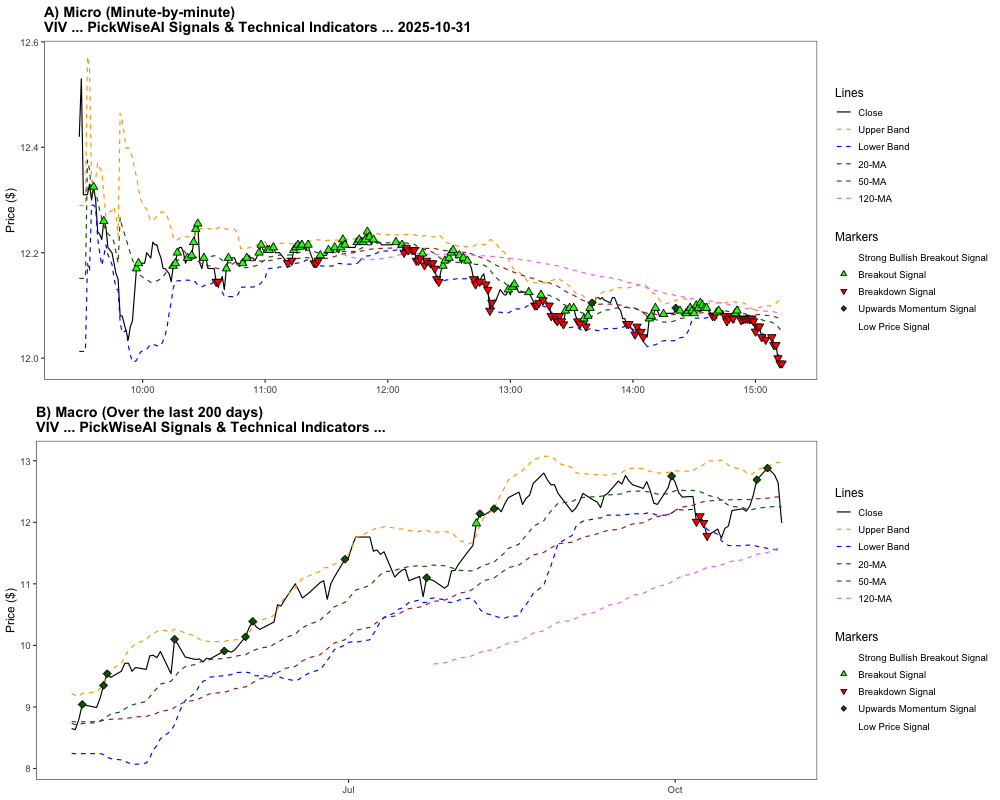 A) Micro (Minute-by-minute)
VIV ... PickWiseAI Signals & Technical Indicators ... 2025-10-31
12.6
12.4
12.2
12.0
Price ($)
10:00
11:00
12:00
13:00
14:00
15:00
Lines
Close
Upper Band
Lower Band
20-MA
50-MA
120-MA
Markers
Strong Bullish Breakout Signal
Breakout Signal
Breakdown Signal
Upwards Momentum Signal
Low Price Signal
B) Macro (Over the last 200 days)
VIV ... PickWiseAI Signals & Technical Indicators ...
13
12
11
10
9
8
Price ($)
Jul
Oct
Lines
Close
Upper Band
Lower Band
20-MA
50-MA
120-MA
Markers
Strong Bullish Breakout Signal
Breakout Signal
Breakdown Signal
Upwards Momentum Signal
Low Price Signal